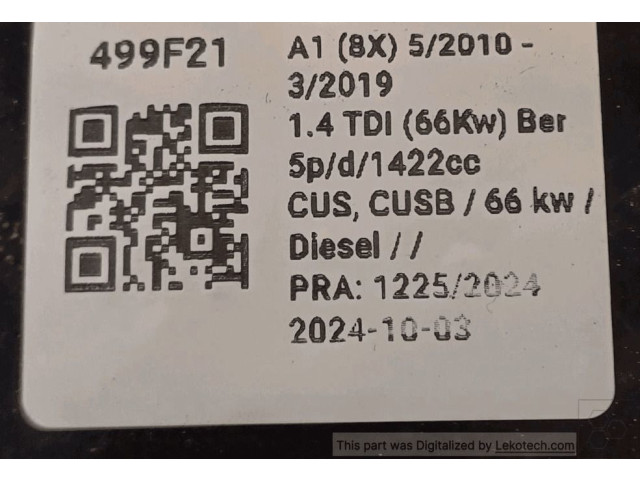 499F21
A1 (8X) 5/2010 -
3/2019
1.4 TDI (66Kw) Ber
5p/d/1422cc
CUS, CUSB / 66 kw /
Diesel / /
PRA: 1225/2024
2024-10-03
This part was Digitalized by Lekotech.com